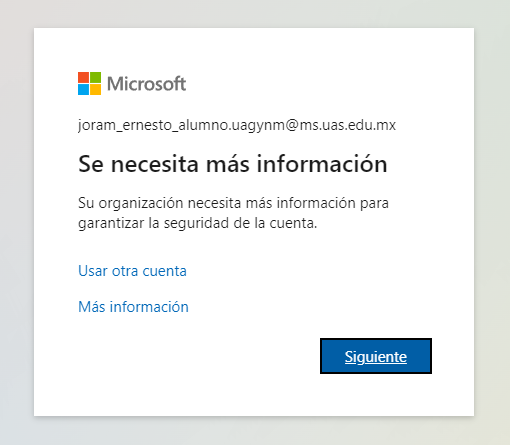 Microsoft
joram_ernesto_alumno.uagynm@ms.uas.edu.mx
Se necesita más información
Su organización necesita más información para
garantizar la seguridad de la cuenta.
Usar otra cuenta
Más información
Siguiente